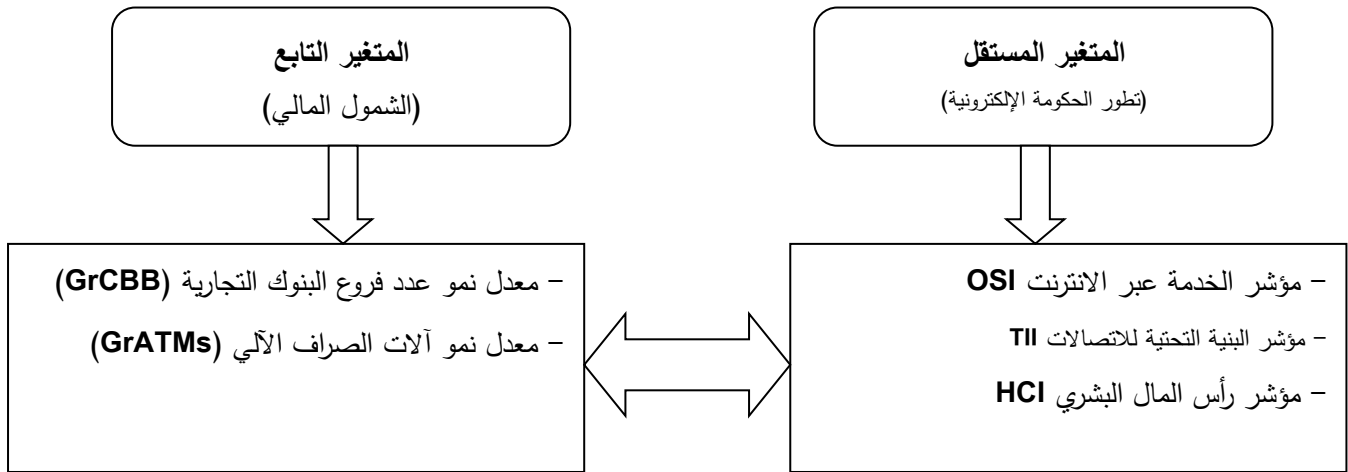 المتغير المستقل
(تطور الحكومة الإلكترونية)
المتغير التابع
(الشمول المالي)
- مؤشر الخدمة عبر الانترنت OSI
- مؤشر البنية التحتية للاتصالات TII
- مؤشر رأس المال البشري HCI
- معدل نمو عدد فروع البنوك التجارية (GrCBB)
- معدل نمو آلات الصراف الآلي (GrATMs)